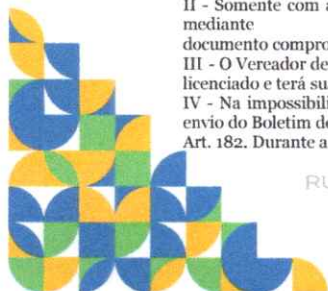 II - Somente com a
mediante
documento compro
III - O Vereador de
licenciado e terá su
IV - Na impossibili
envio do Boletim de
Art. 182. Durante a
RU